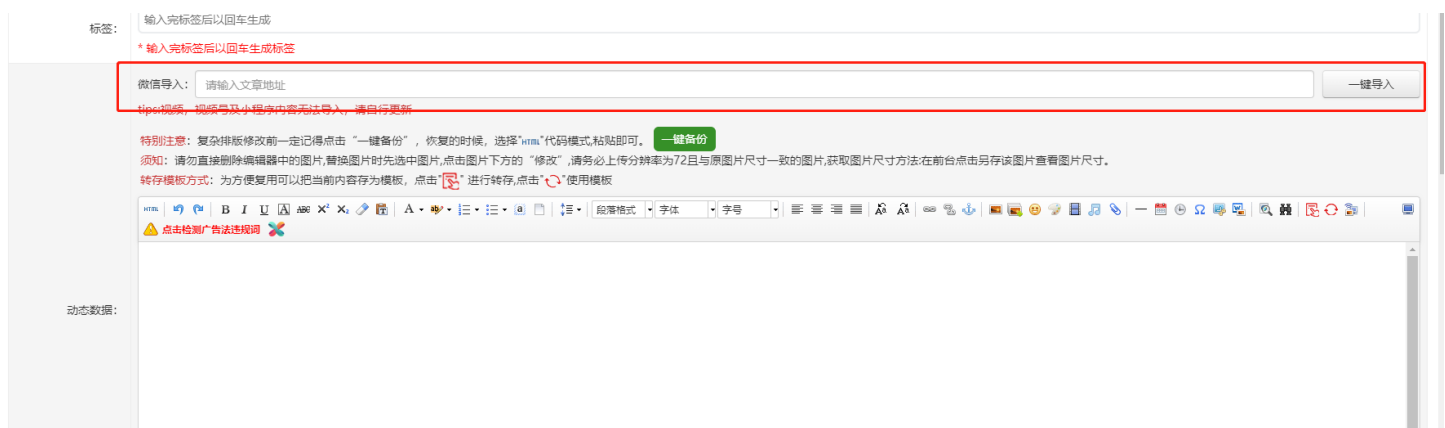 标签：
输入完标签后以回车生成
* 输入完标签后以回车生成标签
微信导入： 请输入文章地址 一键导入
tips:视频，视频号及小程序内容无法导入，请自行更新
特别注意：复杂排版修改前一定记得点击“一键备份”，恢复的时候，选择"HTML"代码模式,粘贴即可。 一键备份
须知：请勿直接删除编辑器中的图片,替换图片时先选中图片,点击图片下方的“修改”,请务必上传分辨率为72且与原图片尺寸一致的图片,获取图片尺寸方法:在前台点击另存该图片查看图片尺寸。
转存模板方式：为方便复用可以把当前内容存为模板，点击" " 进行转存,点击" "使用模板
HTML B I U A ABC X² X₂ A ab a 段落格式 字体 字号 Ω
点击检测广告法违规词
动态数据：